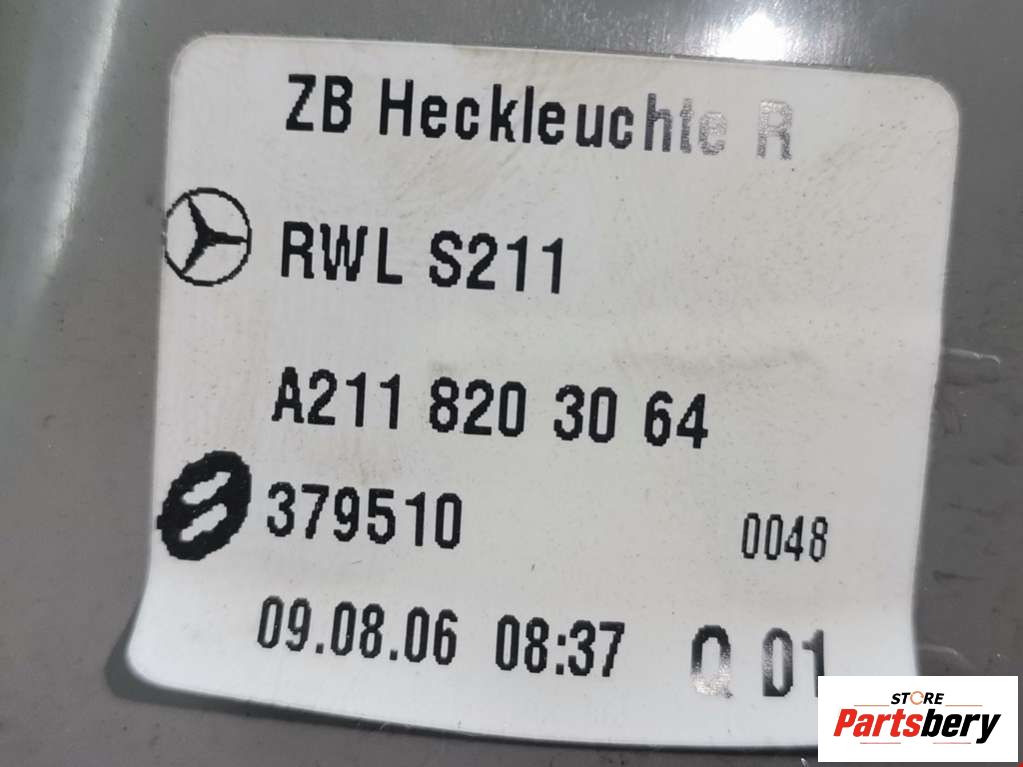 ZB Heckleuchte R
RWL S211
A211 820 30 64
379510 0048
09.08.06 08:37 Q 01
STORE
Partsbery